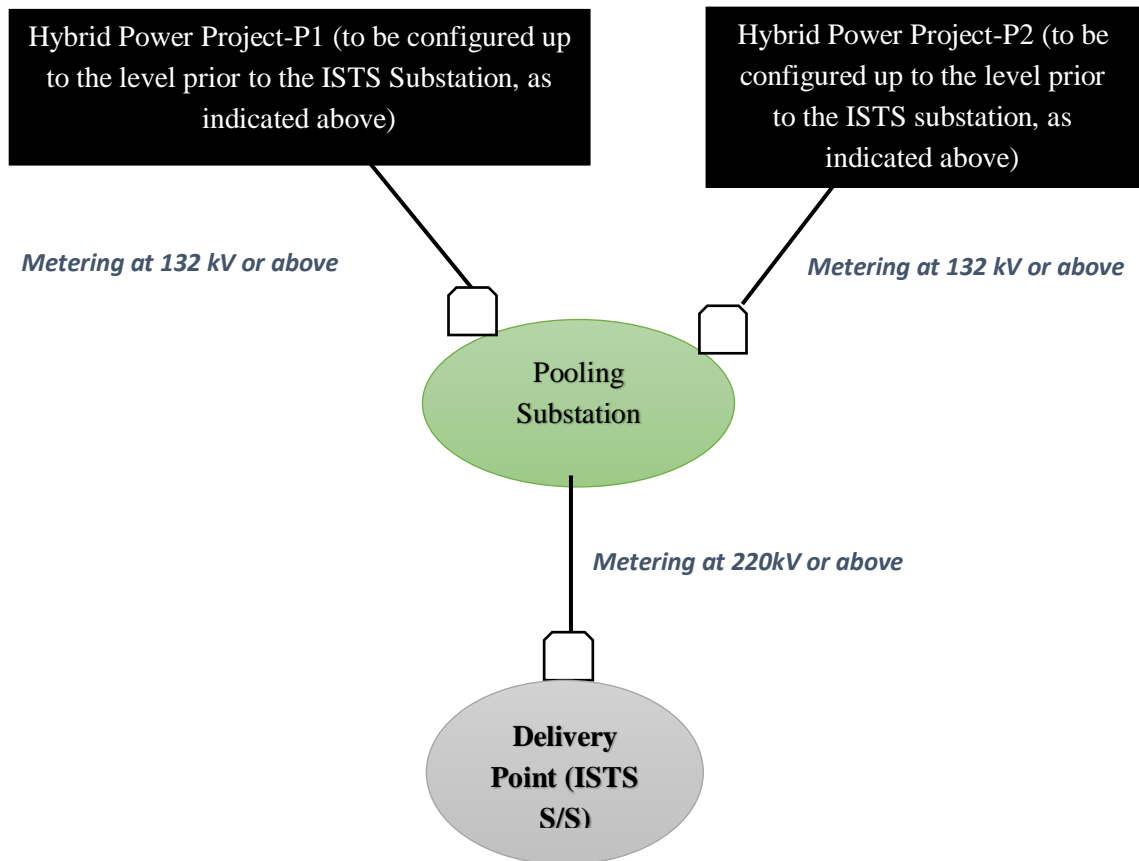 Hybrid Power Project-P1 (to be configured up
to the level prior to the ISTS Substation, as
indicated above)
Hybrid Power Project-P2 (to be
configured up to the level prior
to the ISTS substation, as
indicated above)
Metering at 132 kV or above
Metering at 132 kV or above
Pooling
Substation
Metering at 220kV or above
Delivery
Point (ISTS
S/S)